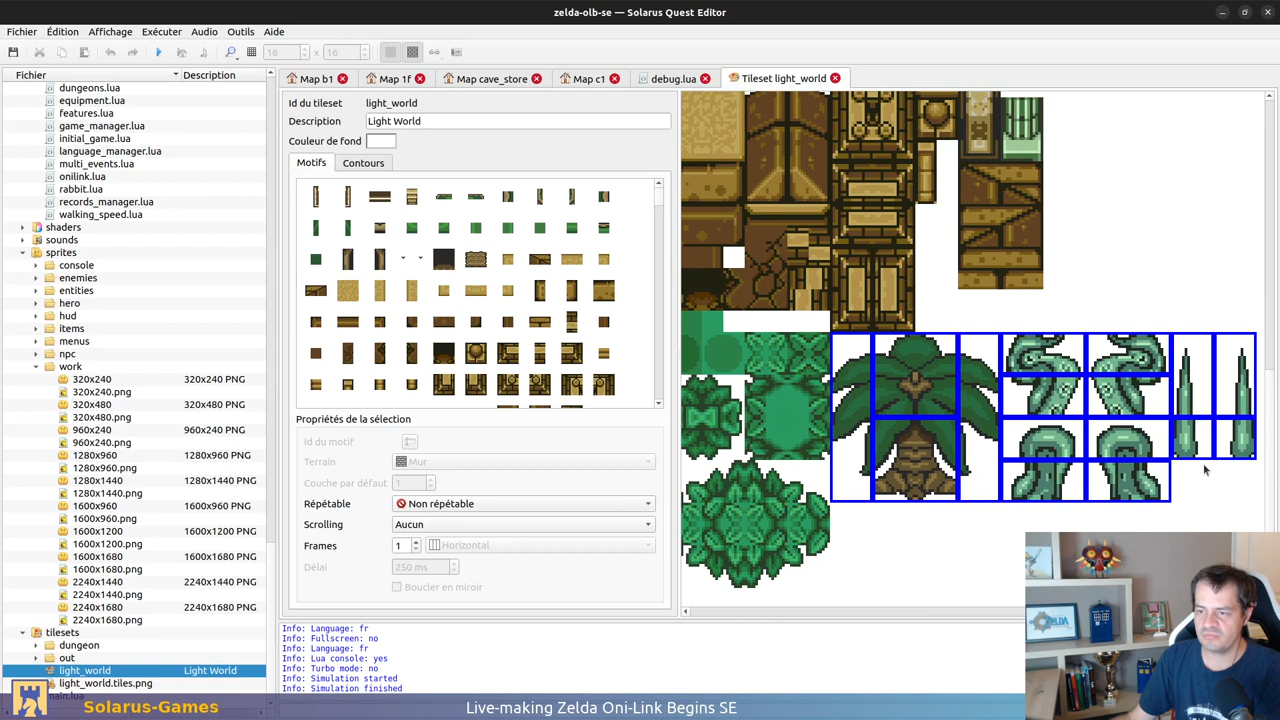 zelda-olb-se — Solarus Quest Editor
Fichier Édition Affichage Exécuter Audio Outils Aide
16 x 16
Fichier Description
dungeons.lua
equipment.lua
features.lua
game_manager.lua
initial_game.lua
language_manager.lua
multi_events.lua
onilink.lua
rabbit.lua
records_manager.lua
walking_speed.lua
shaders
sounds
sprites
console
enemies
entities
hero
hud
items
menus
npc
work
320x240 320x240 PNG
320x240.png
320x480 320x480 PNG
320x480.png
960x240 960x240 PNG
960x240.png
1280x960 1280x960 PNG
1280x960.png
1280x1440 1280x1440 PNG
1280x1440.png
1600x960 1600x960 PNG
1600x960.png
1600x1200 1600x1200 PNG
1600x1200.png
1600x1680 1600x1680 PNG
1600x1680.png
2240x1440 2240x1440 PNG
2240x1440.png
2240x1680 2240x1680 PNG
2240x1680.png
tilesets
dungeon
out
light_world Light World
light_world.tiles.png
main.lua
Map b1 Map 1f Map cave_store Map c1 debug.lua Tileset light_world
Id du tileset light_world
Description Light World
Couleur de fond
Motifs Contours
Propriétés de la sélection
Id du motif
Terrain Mur
Couche par défaut 1
Répétable Non répétable
Scrolling Aucun
Frames 1 Horizontal
Délai 250 ms
Boucler en miroir
Info: Language: fr
Info: Fullscreen: no
Info: Language: fr
Info: Lua console: yes
Info: Turbo mode: no
Info: Simulation started
Info: Simulation finished
Solarus-Games
Live-making Zelda Oni-Link Begins SE